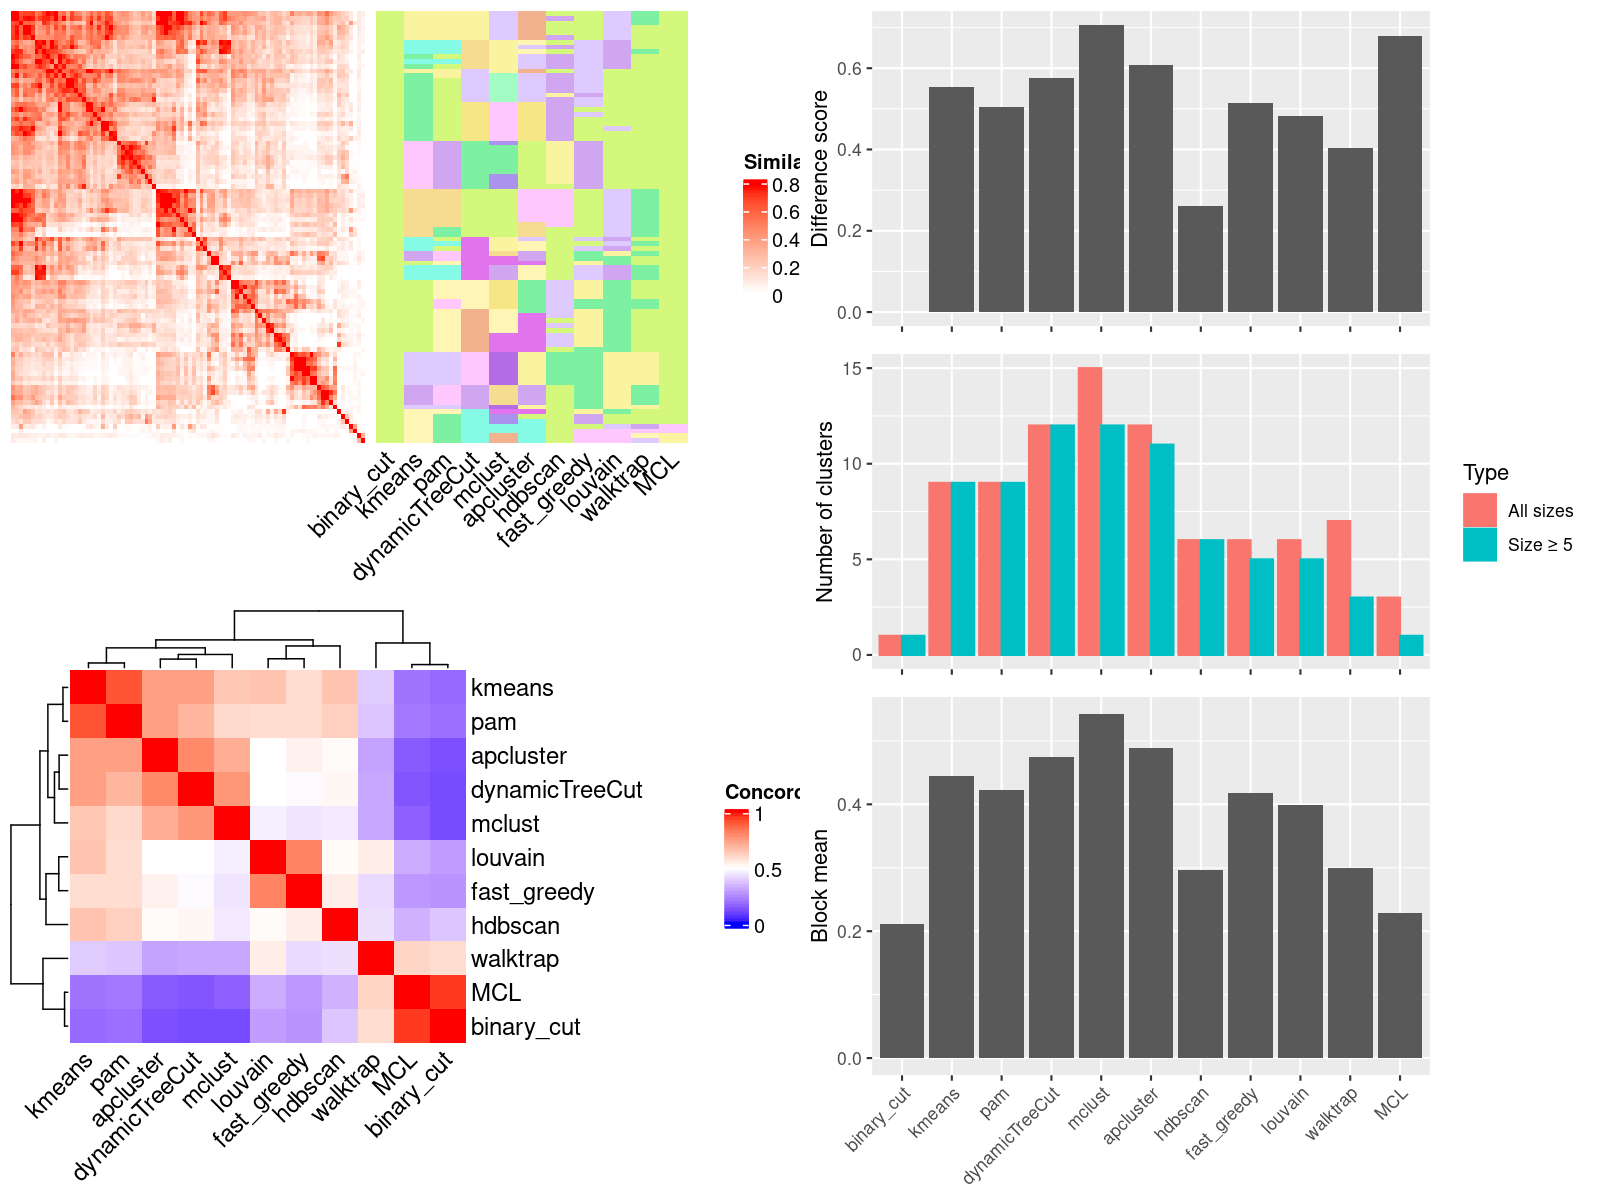 Simila
0.8
0.6
0.4
0.2
0
binary_cut
kmeans
pam
dynamicTreeCut
mclust
apcluster
hdbscan
fast_greedy
louvain
walktrap
MCL
Difference score
0.6
0.4
0.2
0.0
Number of clusters
15
10
5
0
Type
All sizes
Size ≥ 5
kmeans
pam
apcluster
dynamicTreeCut
mclust
louvain
fast_greedy
hdbscan
walktrap
MCL
binary_cut
kmeans
pam
apcluster
dynamicTreeCut
mclust
louvain
fast_greedy
hdbscan
walktrap
MCL
binary_cut
Concord
1
0.5
0
Block mean
0.4
0.2
0.0
binary_cut
kmeans
pam
dynamicTreeCut
mclust
apcluster
hdbscan
fast_greedy
louvain
walktrap
MCL